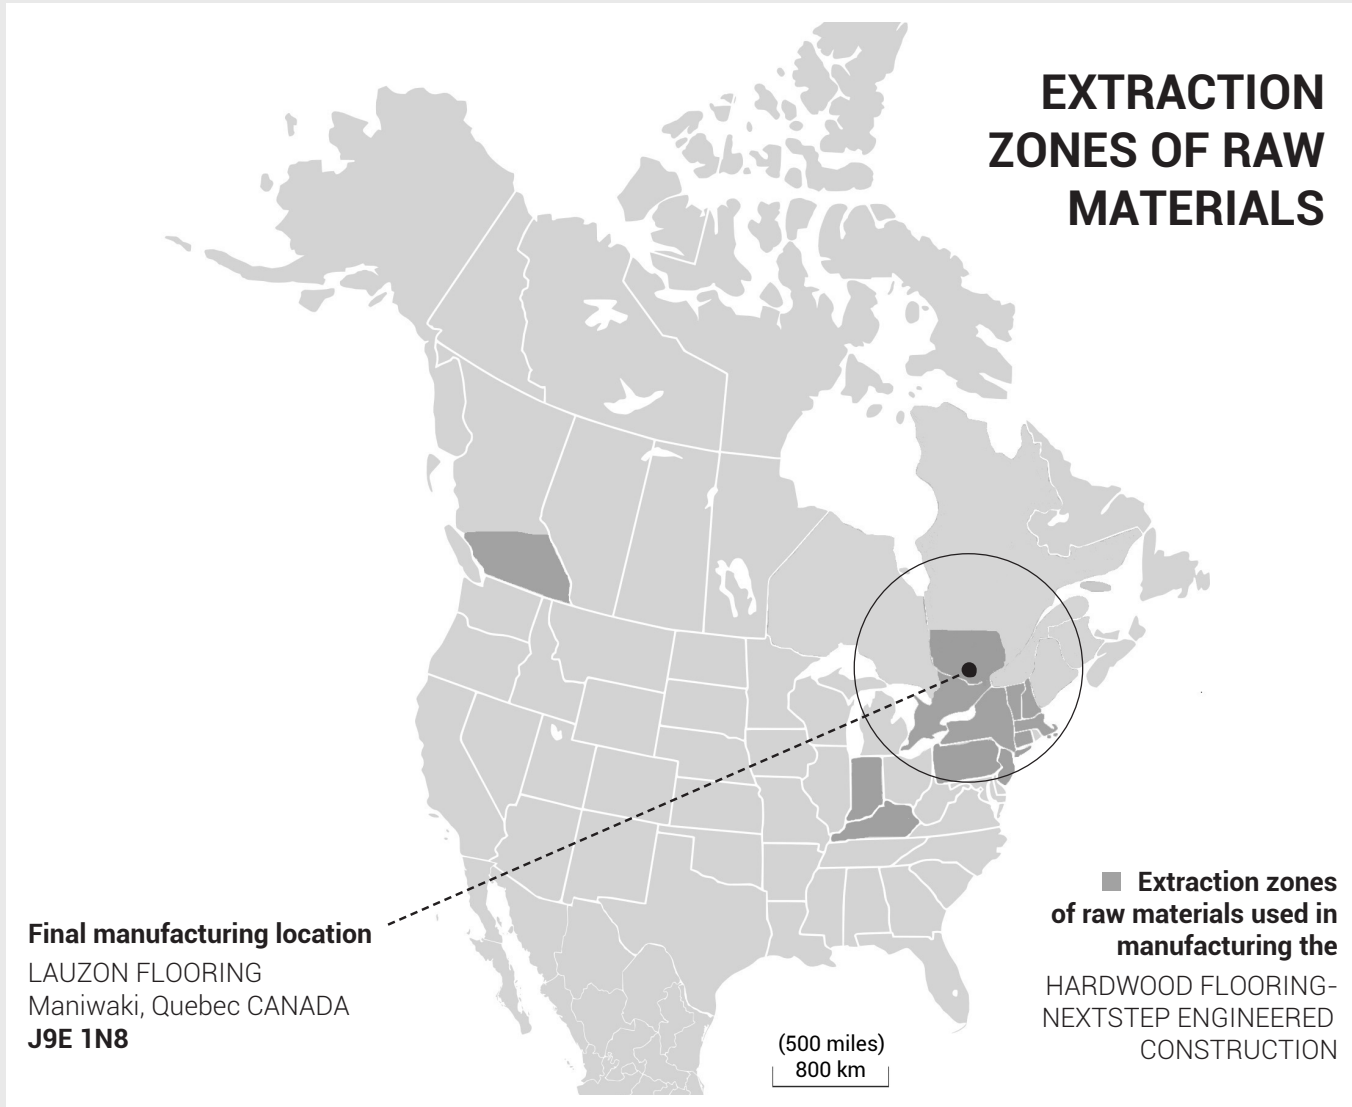 EXTRACTION
ZONES OF RAW
MATERIALS
Final manufacturing location
LAUZON FLOORING
Maniwaki, Quebec CANADA
J9E 1N8
(500 miles)
800 km
Extraction zones
of raw materials used in
manufacturing the
HARDWOOD FLOORING-
NEXTSTEP ENGINEERED
CONSTRUCTION